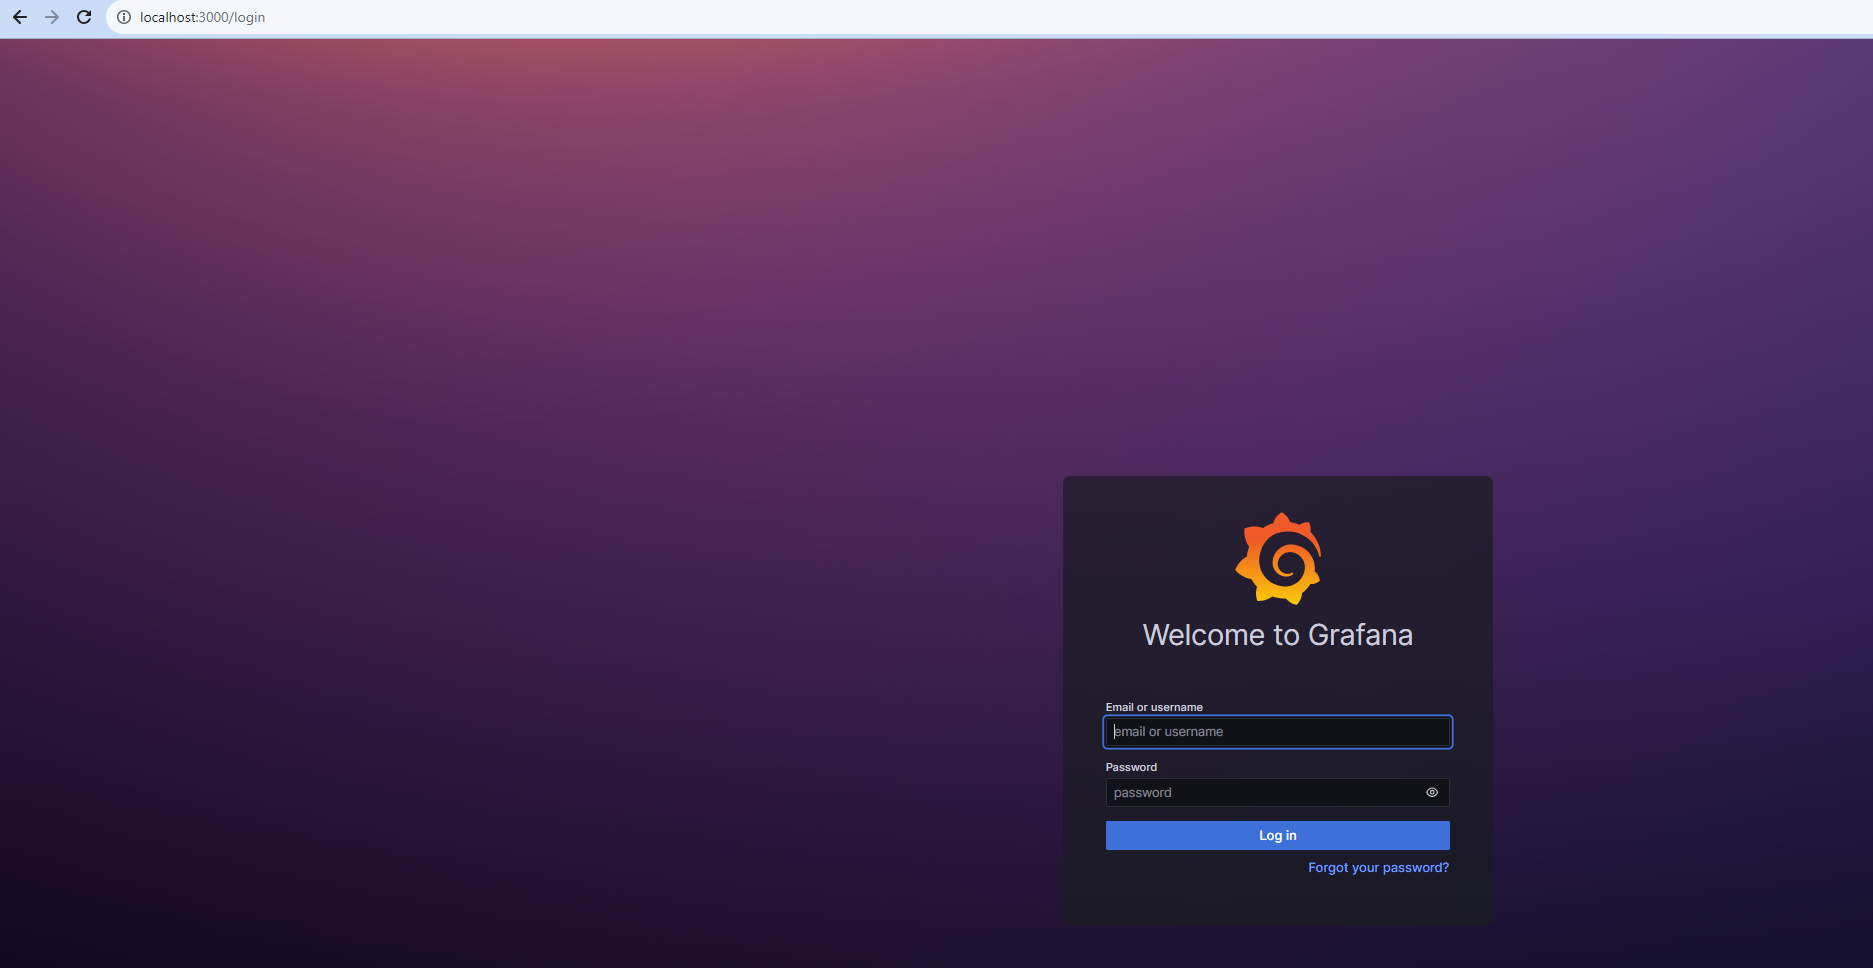 localhost:3000/login
Welcome to Grafana
Email or username
email or username
Password
password
Log in
Forgot your password?